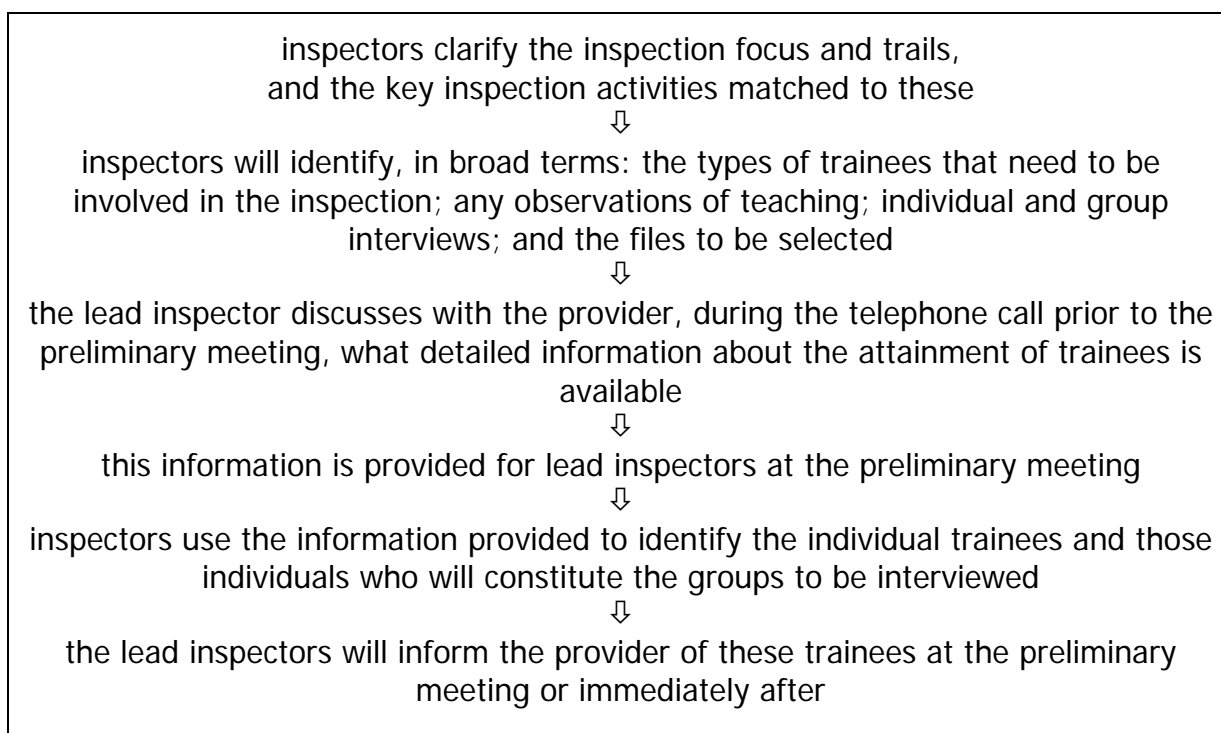 inspectors clarify the inspection focus and trails,
and the key inspection activities matched to these
⇩
inspectors will identify, in broad terms: the types of trainees that need to be
involved in the inspection; any observations of teaching; individual and group
interviews; and the files to be selected
⇩
the lead inspector discusses with the provider, during the telephone call prior to the
preliminary meeting, what detailed information about the attainment of trainees is
available
⇩
this information is provided for lead inspectors at the preliminary meeting
⇩
inspectors use the information provided to identify the individual trainees and those
individuals who will constitute the groups to be interviewed
⇩
the lead inspectors will inform the provider of these trainees at the preliminary
meeting or immediately after